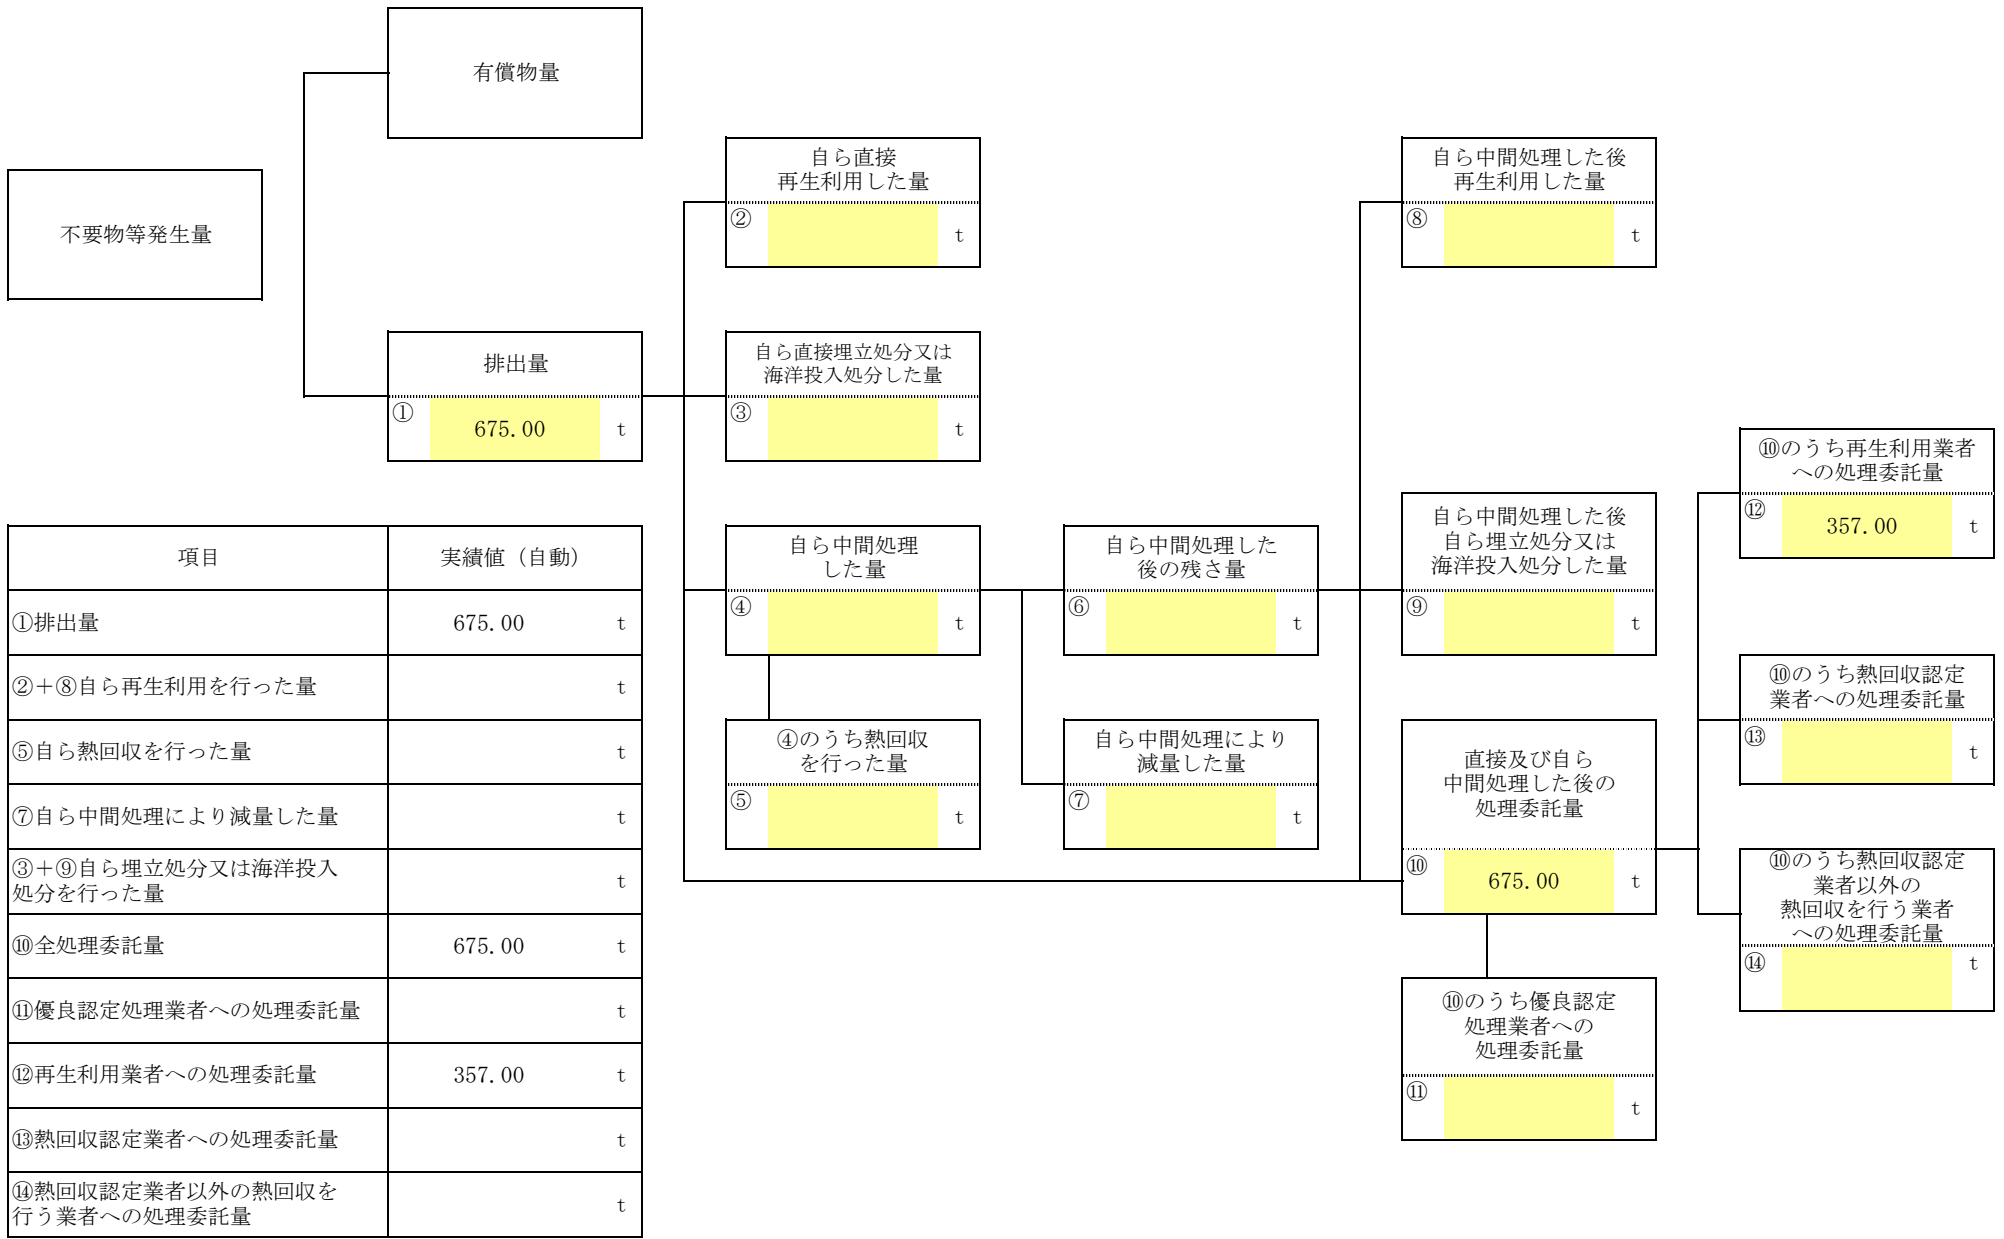 有償物量
不要物等発生量
排出量
① 675.00 t
自ら直接
再生利用した量
② t
自ら直接埋立処分又は
海洋投入処分した量
③ t
自ら中間処理
した量
④ t
④のうち熱回収
を行った量
⑤ t
自ら中間処理した
後の残さ量
⑥ t
自ら中間処理により
減量した量
⑦ t
自ら中間処理した後
再生利用した量
⑧ t
自ら中間処理した後
自ら埋立処分又は
海洋投入処分した量
⑨ t
直接及び自ら
中間処理した後の
処理委託量
⑩ 675.00 t
⑩のうち優良認定
処理業者への
処理委託量
⑪ t
⑩のうち再生利用業者
への処理委託量
⑫ 357.00 t
⑩のうち熱回収認定
業者への処理委託量
⑬ t
⑩のうち熱回収認定
業者以外の
熱回収を行う業者
への処理委託量
⑭ t
項目 実績値（自動）
①排出量 675.00 t
②＋⑧自ら再生利用を行った量 t
⑤自ら熱回収を行った量 t
⑦自ら中間処理により減量した量 t
③＋⑨自ら埋立処分又は海洋投入
処分を行った量 t
⑩全処理委託量 675.00 t
⑪優良認定処理業者への処理委託量 t
⑫再生利用業者への処理委託量 357.00 t
⑬熱回収認定業者への処理委託量 t
⑭熱回収認定業者以外の熱回収を
行う業者への処理委託量 t